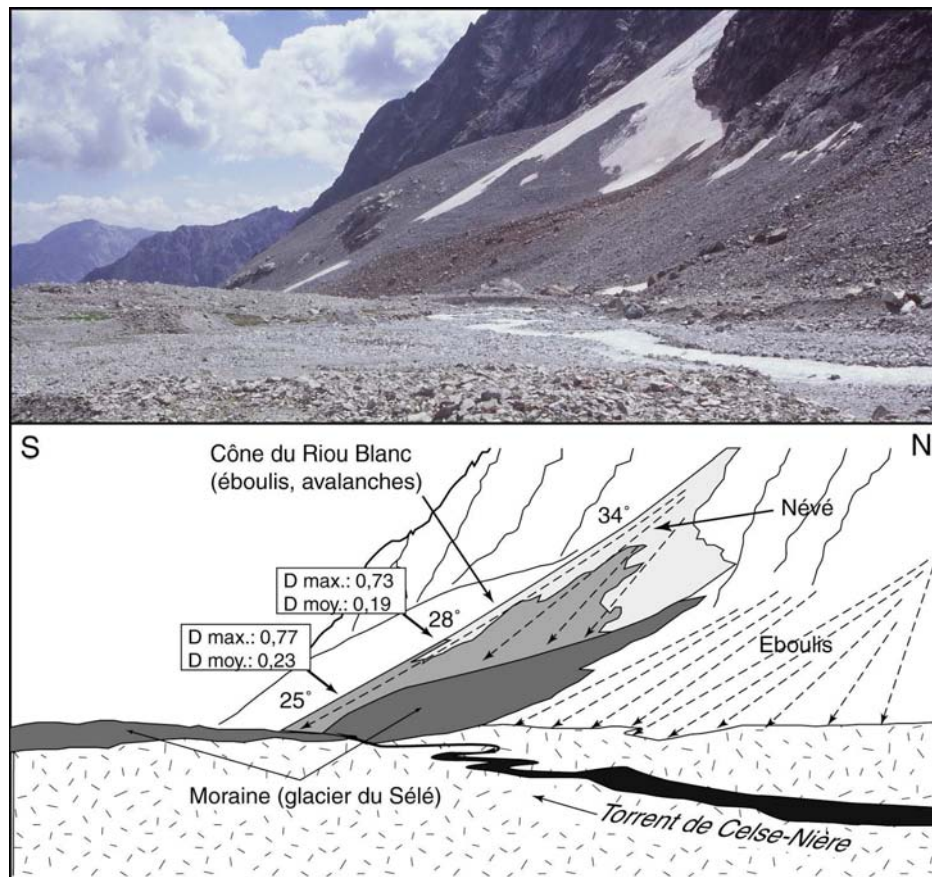 S
N
Cône du Riou Blanc
(éboulis, avalanches)
34°
Névé
D max.: 0,73
D moy.: 0,19
28°
D max.: 0,77
D moy.: 0,23
Eboulis
25°
Moraine (glacier du Sélé)
Torrent de Celse-Nière